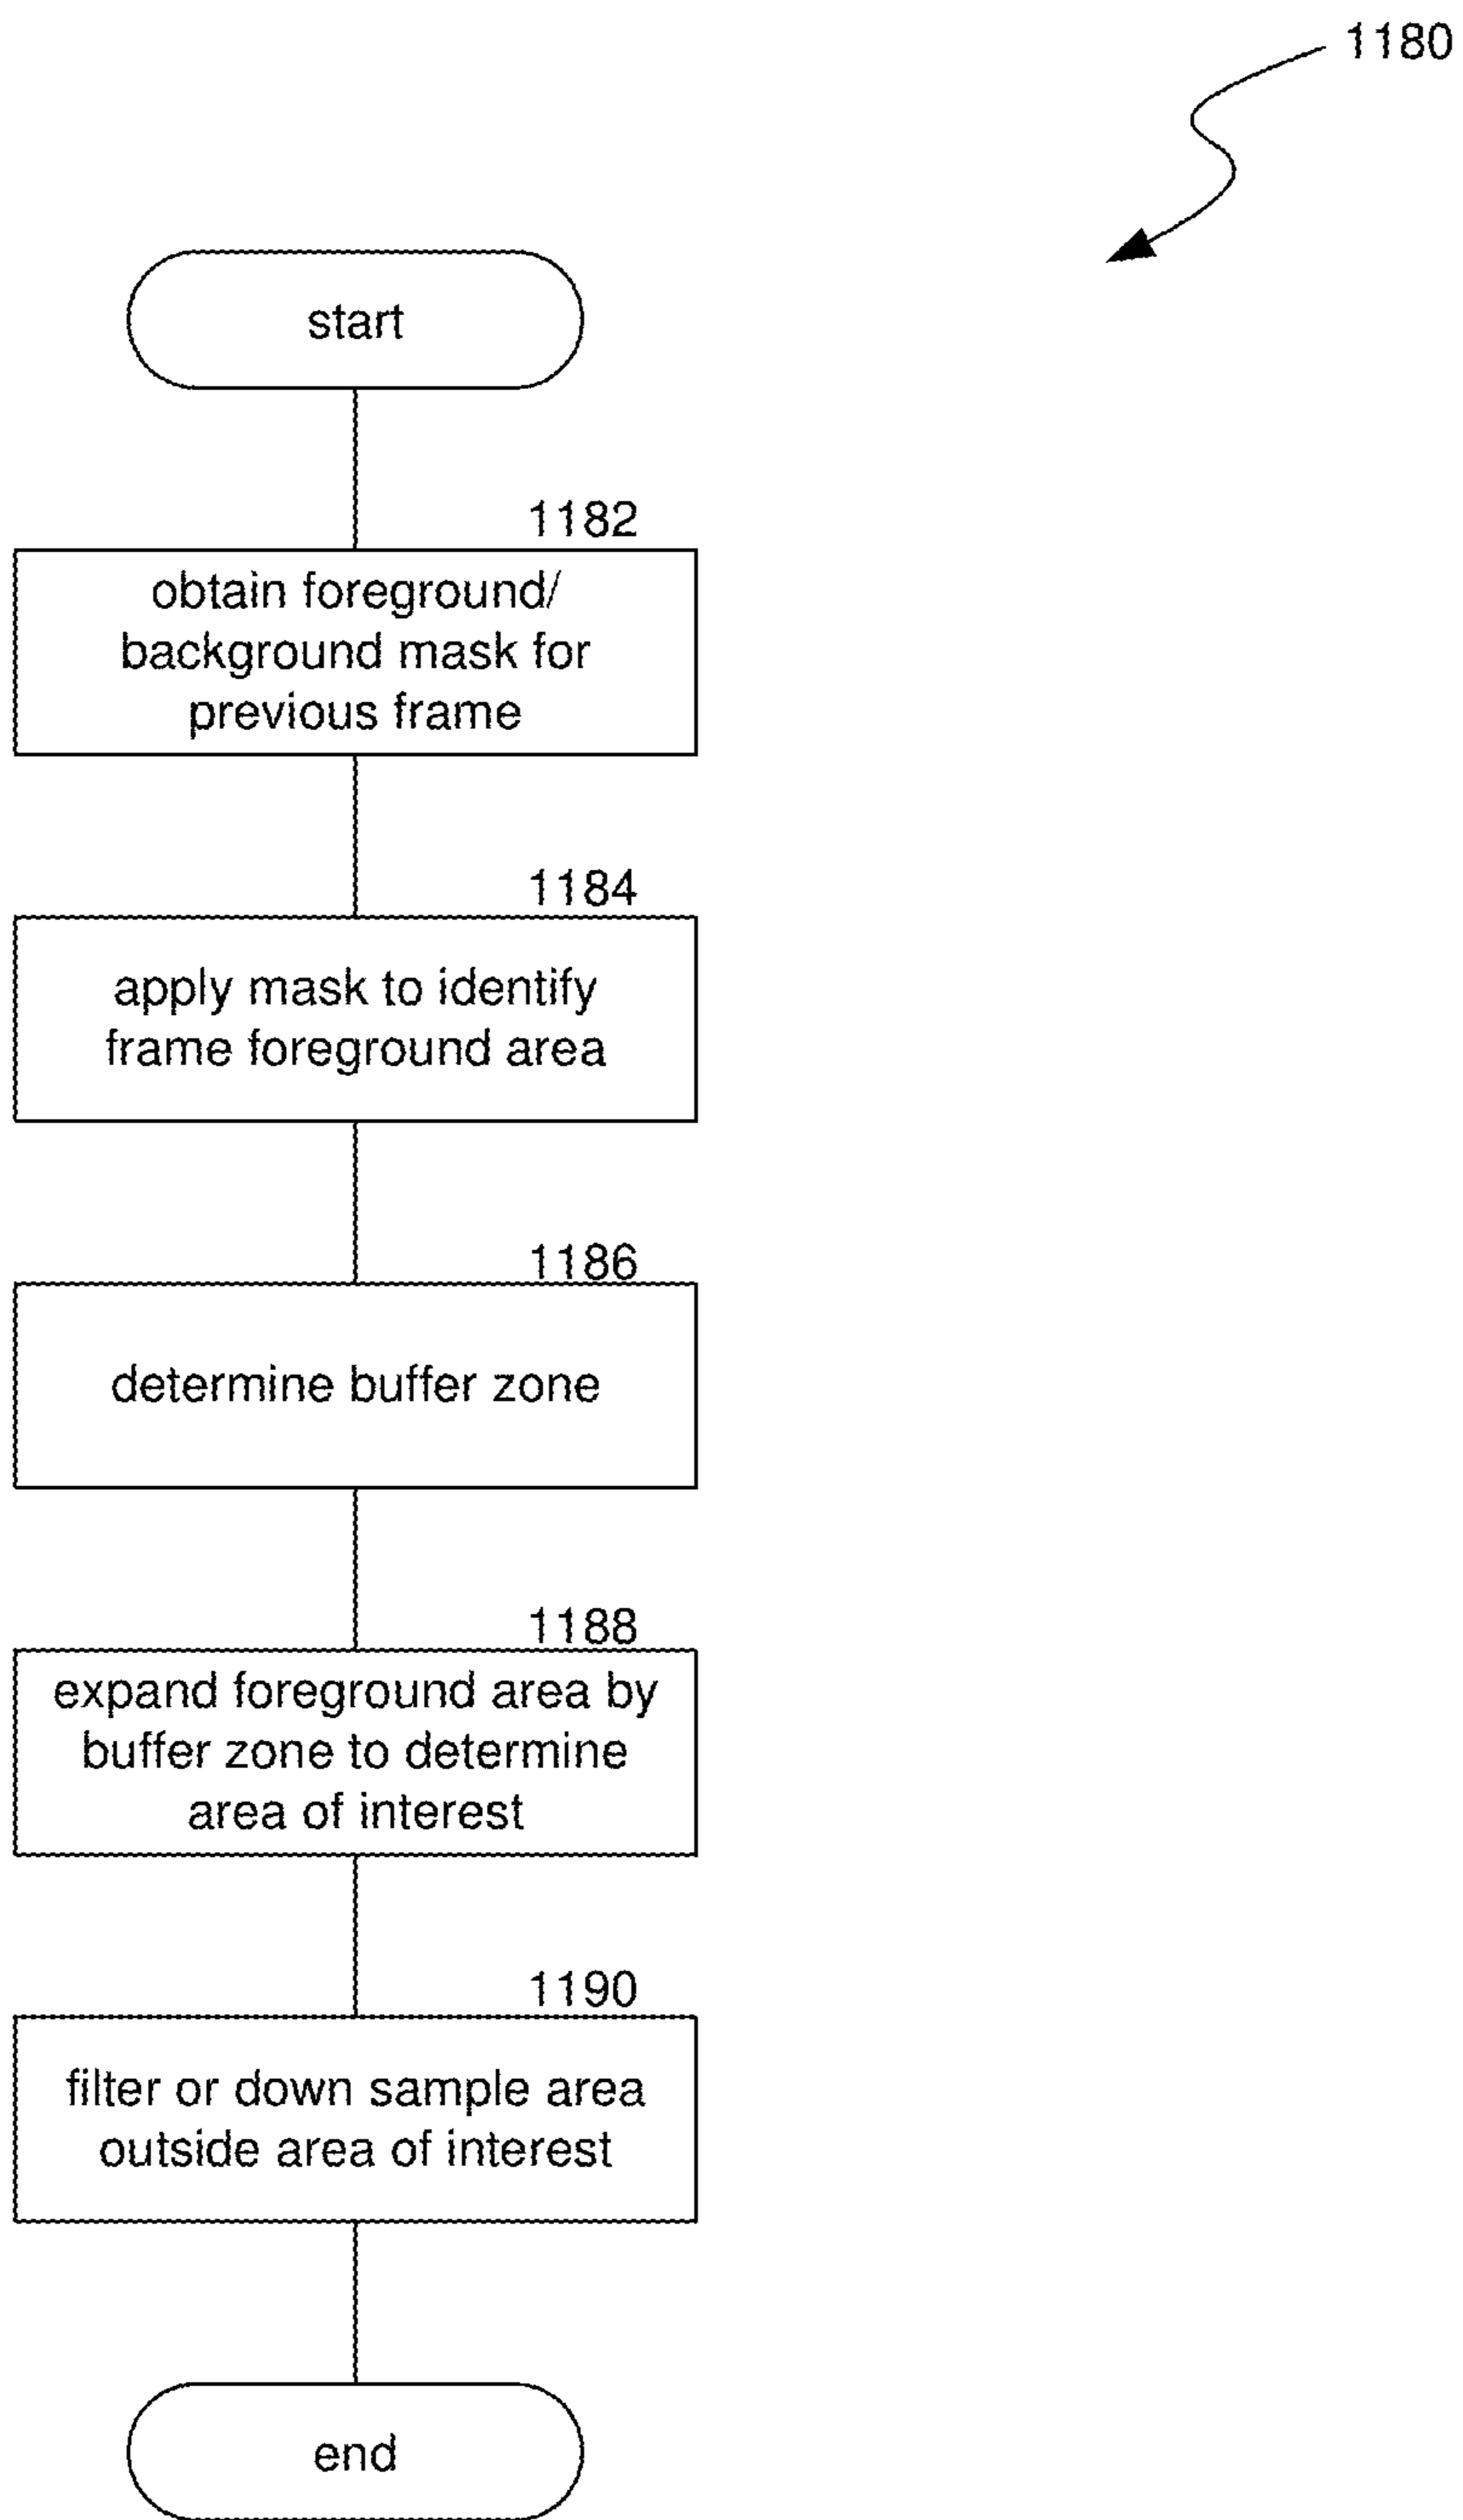 1180
start
1182
obtain foreground/
background mask for
previous frame
1184
apply mask to identify
frame foreground area
1186
determine buffer zone
1188
expand foreground area by
buffer zone to determine
area of interest
1190
filter or down sample area
outside area of interest
end